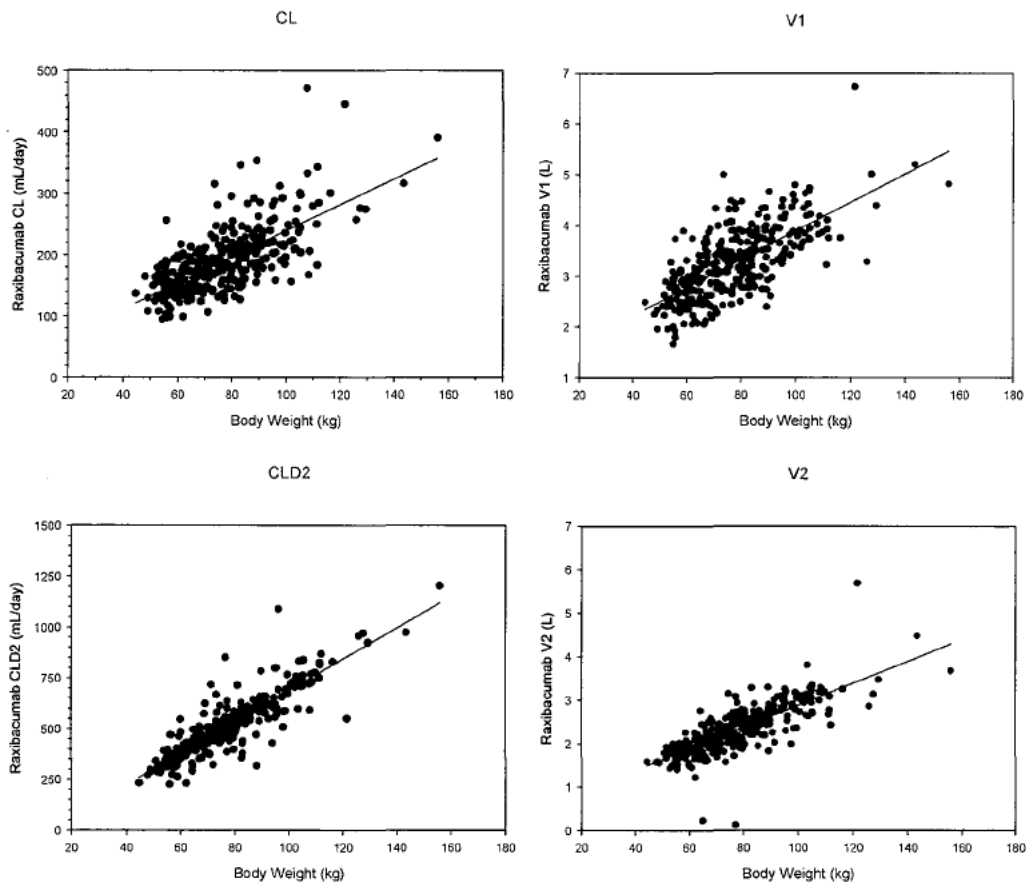 CL
500
400
300
200
100
0
Raxibacumab CL (mL/day)
20 40 60 80 100 120 140 160 180
Body Weight (kg)
V1
7
6
5
4
3
2
1
Raxibacumab V1 (L)
20 40 60 80 100 120 140 160 180
Body Weight (kg)
CLD2
1500
1250
1000
750
500
250
0
Raxibacumab CLD2 (mL/day)
20 40 60 80 100 120 140 160 180
Body Weight (kg)
V2
7
6
5
4
3
2
1
0
Raxibacumab V2 (L)
20 40 60 80 100 120 140 160 180
Body Weight (kg)